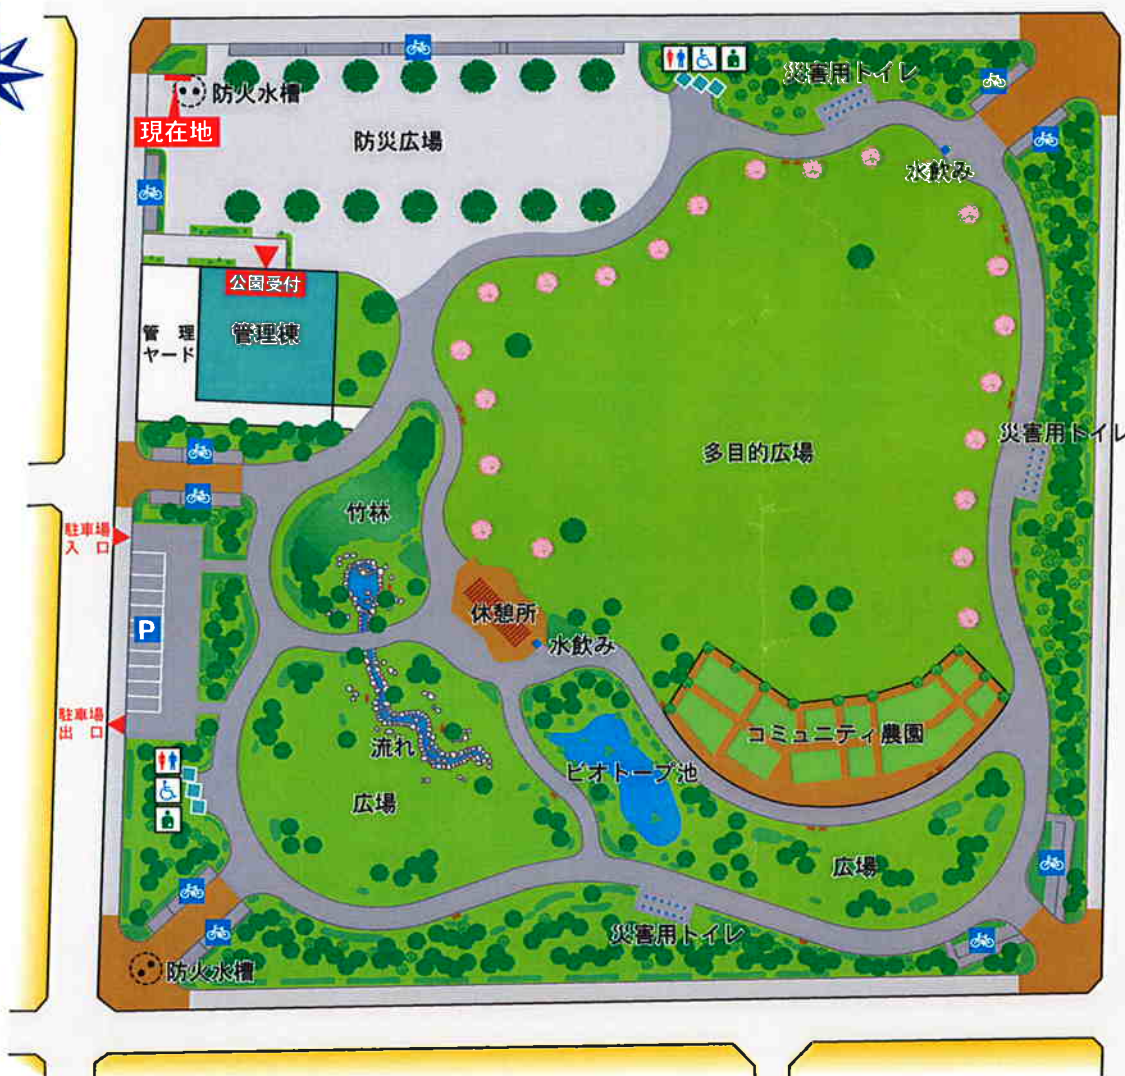 災害用トイレ
防火水槽
現在地
防災広場
水飲み
公園受付
管理棟
管 理
ヤード
多目的広場
災害用トイレ
竹林
駐車場
入 口
休憩所
水飲み
P
駐車場
出 口
流れ
コミュニティ農園
ビオトープ池
広場
広場
災害用トイレ
防火水槽